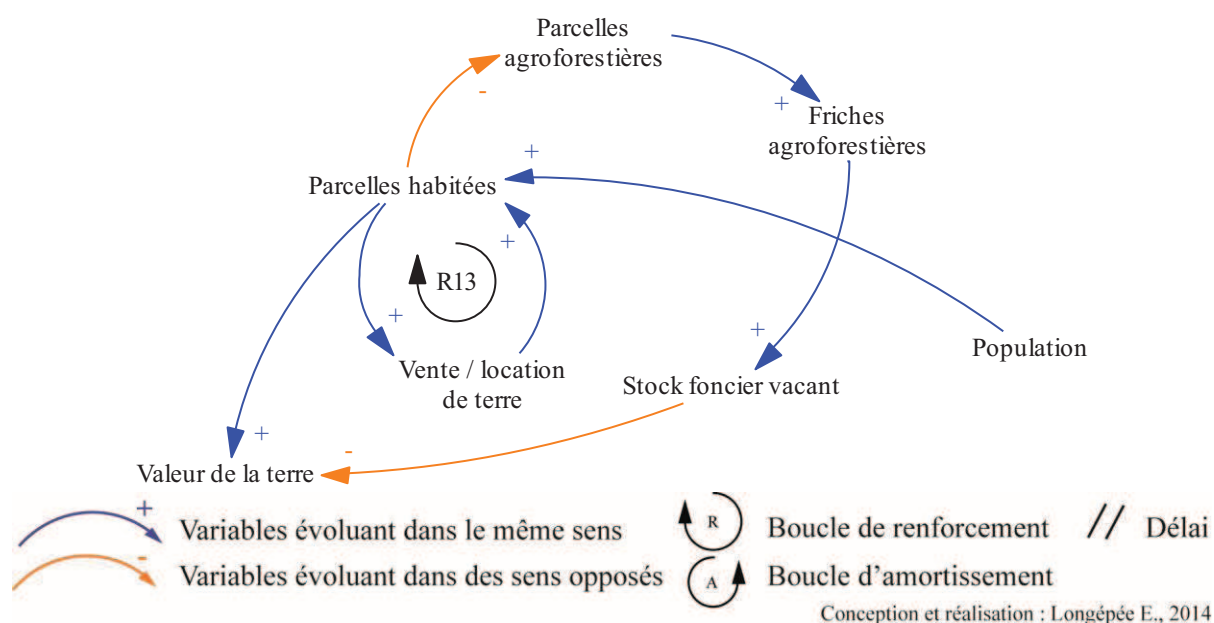 Parcelles
agroforestières
-
+
Friches
agroforestières
+
Parcelles habitées
+
R13
+
+
Population
Vente / location
de terre
Stock foncier vacant
+
-
Valeur de la terre
+
Variables évoluant dans le même sens
R
Boucle de renforcement
//
Délai
-
Variables évoluant dans des sens opposés
A
Boucle d'amortissement
Conception et réalisation : Longépée E., 2014